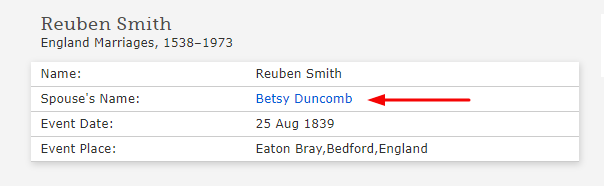 Reuben Smith
England Marriages, 1538–1973
Name: Reuben Smith
Spouse's Name: Betsy Duncomb
Event Date: 25 Aug 1839
Event Place: Eaton Bray,Bedford,England